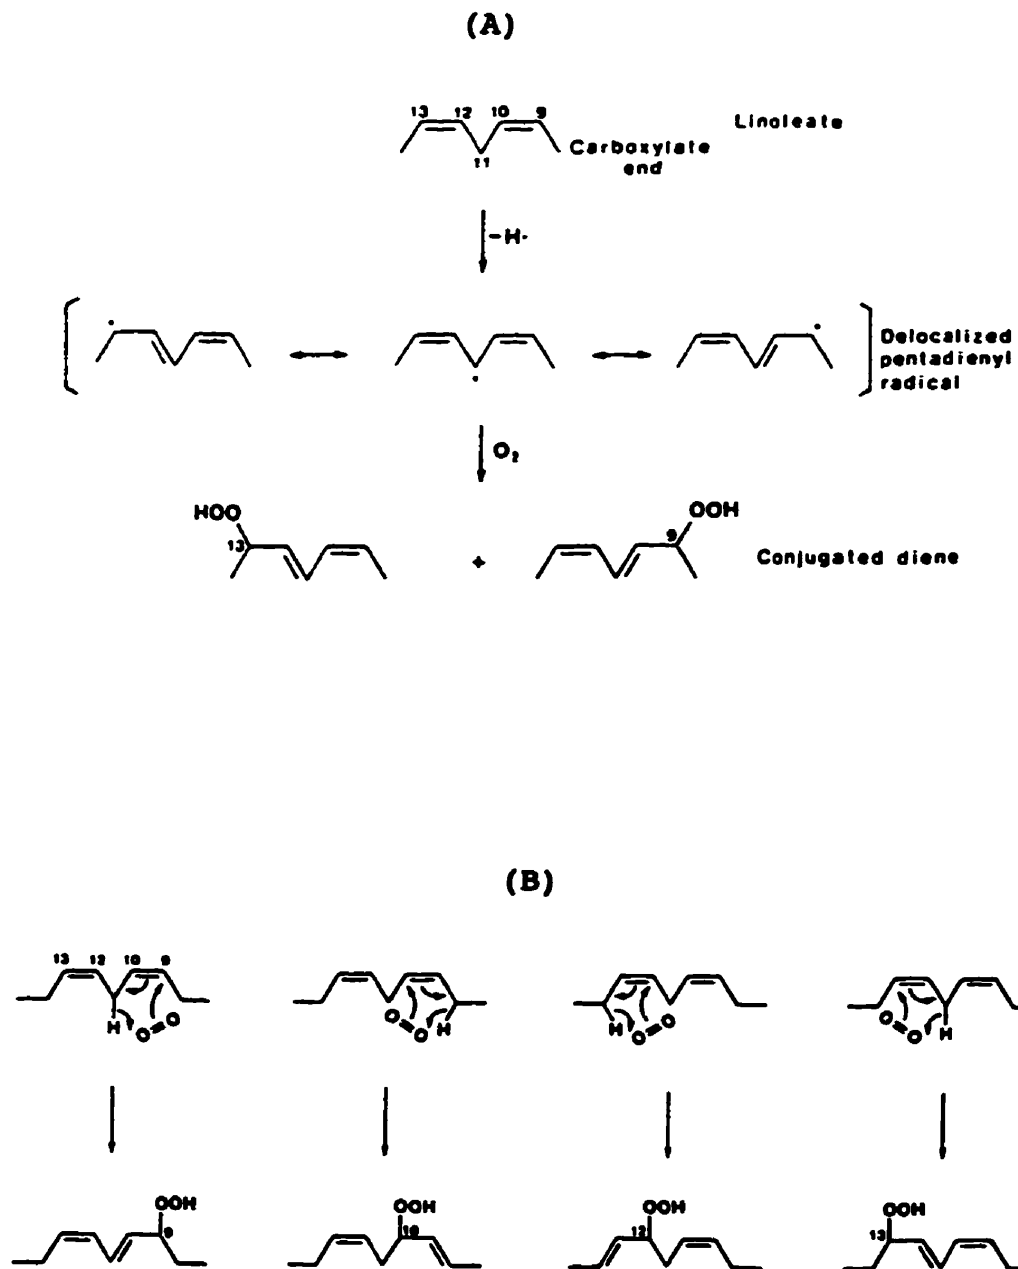 (A)
13 12 10 9
Linoleate
11
Carboxylate
end
-H·
Delocalized
pentadienyl
radical
O₂
HOO
OOH
13
9
+
Conjugated diene
(B)
13 12 10 9
H O=O
O=O H
H O=O
O=O H
OOH
OOH
OOH
OOH
9
10
12
13